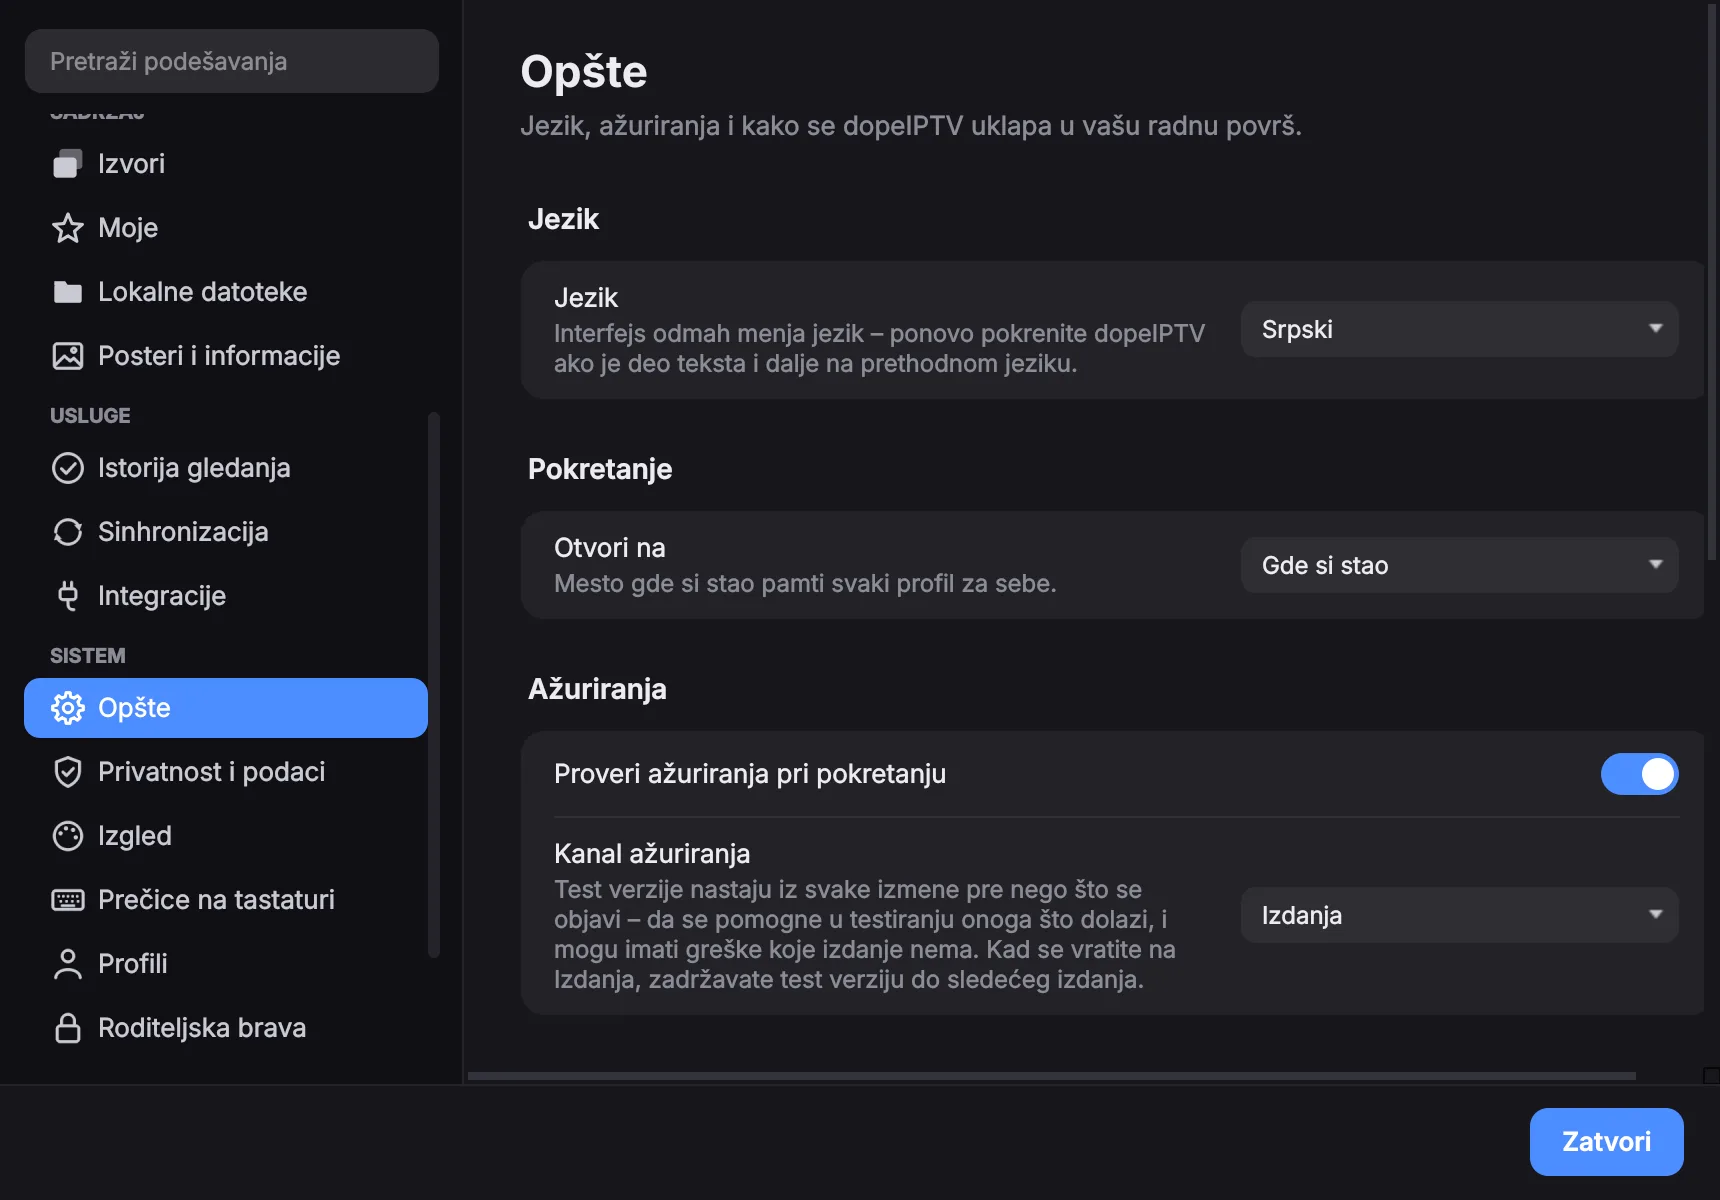 Pretraži podešavanja
Izvori
Moje
Lokalne datoteke
Posteri i informacije
USLUGE
Istorija gledanja
Sinhronizacija
Integracije
SISTEM
Opšte
Privatnost i podaci
Izgled
Prečice na tastaturi
Profili
Roditeljska brava
Opšte
Jezik, ažuriranja i kako se dopeIPTV uklapa u vašu radnu površ.
Jezik
Jezik
Interfejs odmah menja jezik – ponovo pokrenite dopeIPTV
ako je deo teksta i dalje na prethodnom jeziku.
Srpski
Pokretanje
Otvori na
Mesto gde si stao pamti svaki profil za sebe.
Gde si stao
Ažuriranja
Proveri ažuriranja pri pokretanju
Kanal ažuriranja
Test verzije nastaju iz svake izmene pre nego što se
objavi – da se pomogne u testiranju onoga što dolazi, i
mogu imati greške koje izdanje nema. Kad se vratite na
Izdanja, zadržavate test verziju do sledećeg izdanja.
Izdanja
Zatvori